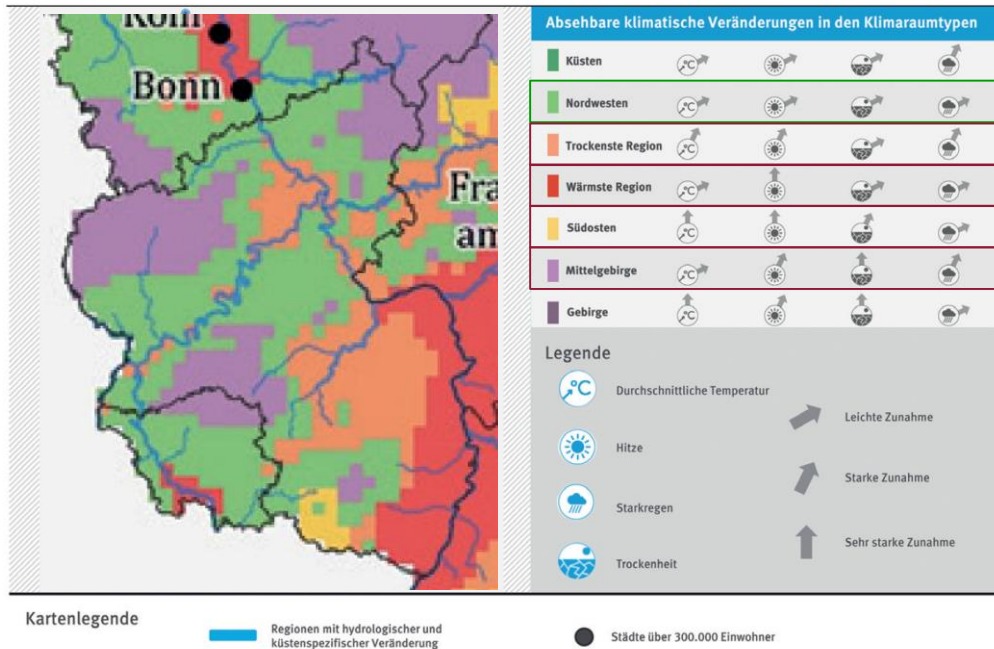 Köln
Bonn
Fra
am
Absehbare klimatische Veränderungen in den Klimaraumtypen
Küsten °C
Nordwesten °C
Trockenste Region °C
Wärmste Region °C
Südosten °C
Mittelgebirge °C
Gebirge °C
Legende
°C Durchschnittliche Temperatur
Leichte Zunahme
Hitze
Starke Zunahme
Starkregen
Sehr starke Zunahme
Trockenheit
Kartenlegende
Regionen mit hydrologischer und
küstenspezifischer Veränderung
Städte über 300.000 Einwohner